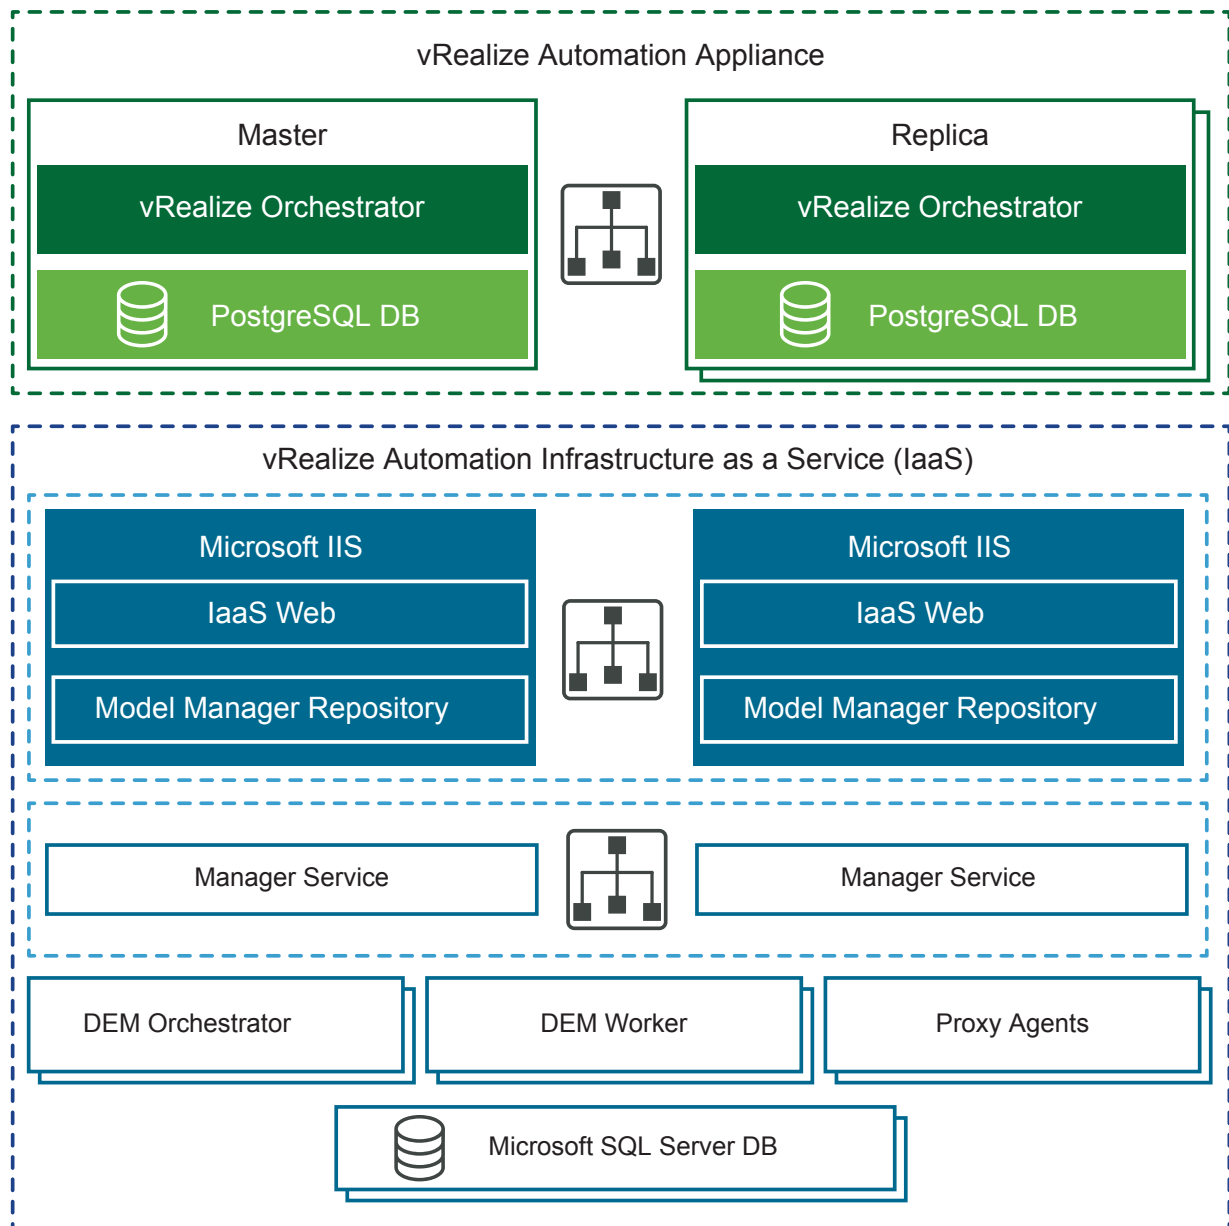 vRealize Automation Appliance
Master
Replica
vRealize Orchestrator
vRealize Orchestrator
PostgreSQL DB
PostgreSQL DB
vRealize Automation Infrastructure as a Service (IaaS)
Microsoft IIS
Microsoft IIS
IaaS Web
IaaS Web
Model Manager Repository
Model Manager Repository
Manager Service
Manager Service
DEM Orchestrator
DEM Worker
Proxy Agents
Microsoft SQL Server DB